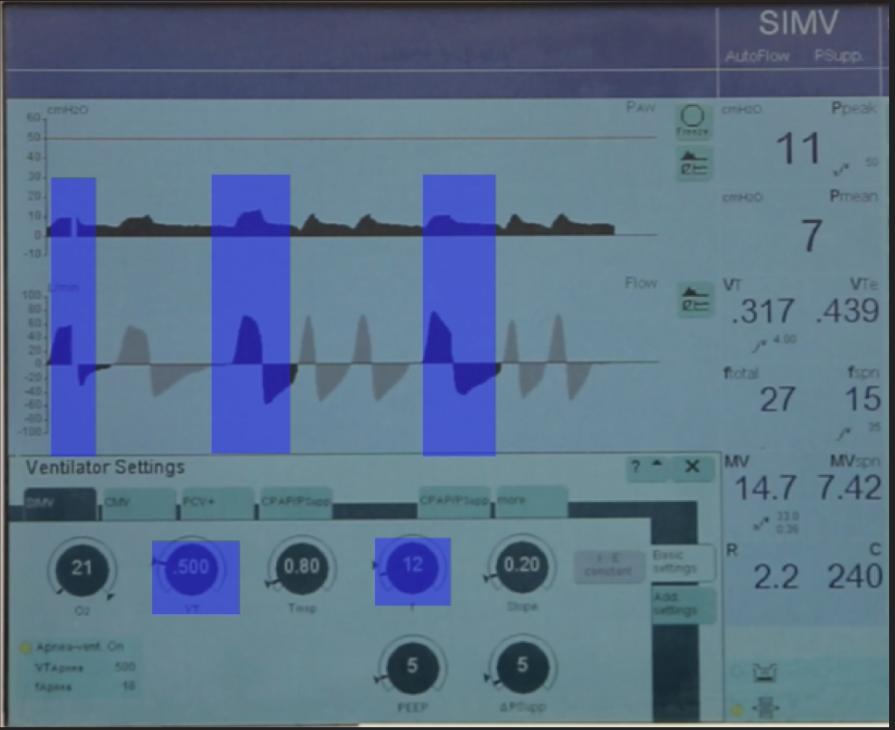 SIMV
AutoFlow PSupp.
cmH2O Paw
60
50
40
30
20
10
0
-10
Freeze
cmH2O Ppeak
11
50
cmH2O Pmean
7
L/min Flow
100
80
60
40
20
0
-20
-40
-60
-80
-100
VT VTe
.317 .439
4.00
ftotal fspn
27 15
35
MV MVspn
14.7 7.42
33.0
0.36
R C
2.2 240
Ventilator Settings ? X
SIMV CMV PCV+ CPAP/PSupp CPAP/PSupp more
21 .500 0.80 12 0.20
O2 VT Tinsp f Slope
I : E
constant
Basic
settings
Add.
settings
Apnea-vent. On
VTApnea 500
fApnea 18
5 5
PEEP ΔPSupp